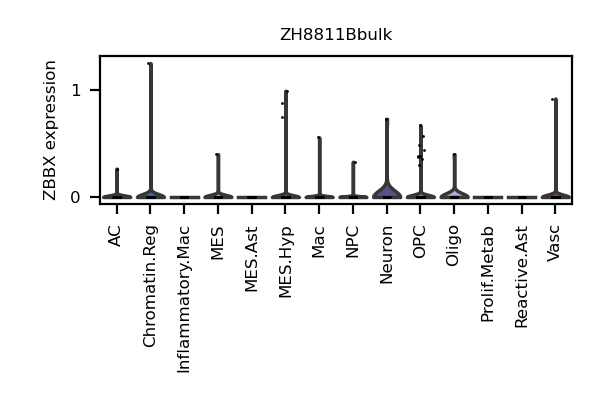 ZH8811Bbulk
ZBBX expression
1
0
AC
Chromatin.Reg
Inflammatory.Mac
MES
MES.Ast
MES.Hyp
Mac
NPC
Neuron
OPC
Oligo
Prolif.Metab
Reactive.Ast
Vasc